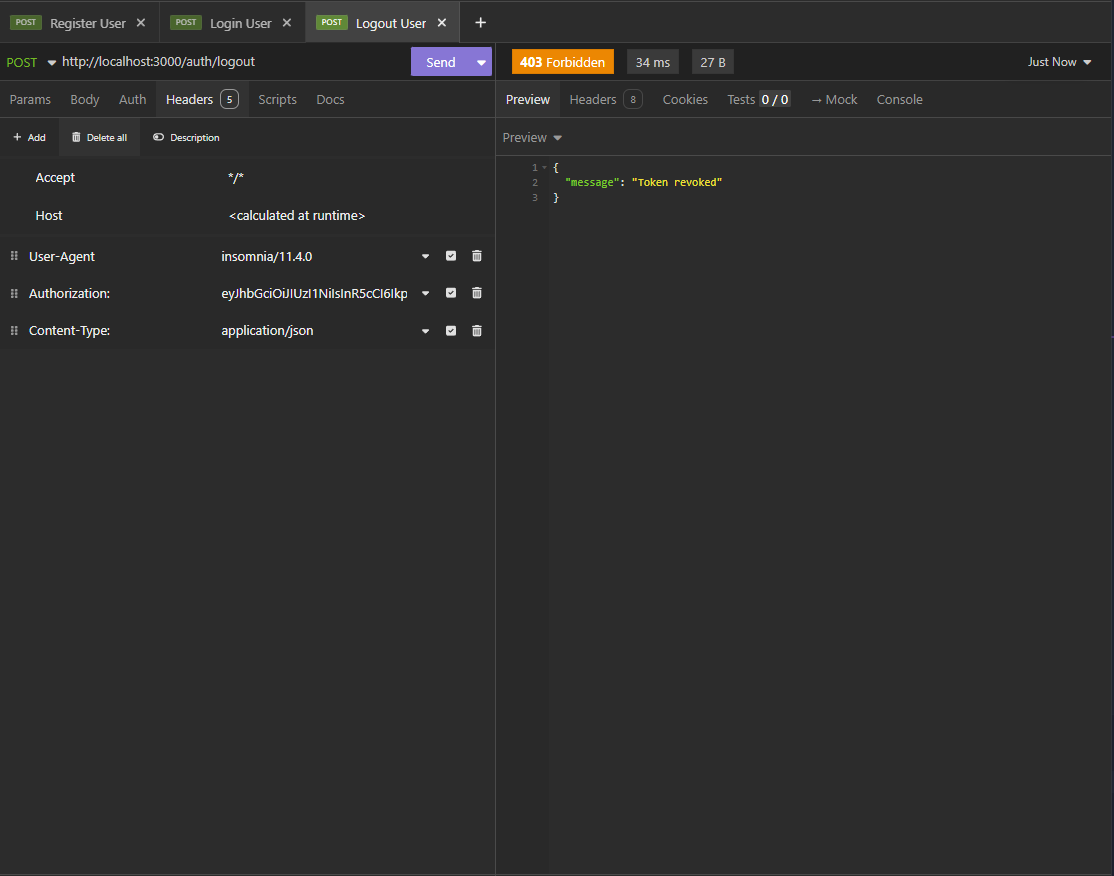 POST Register User POST Login User POST Logout User
POST http://localhost:3000/auth/logout Send
403 Forbidden 34 ms 27 B Just Now
Params Body Auth Headers 5 Scripts Docs
Preview Headers 8 Cookies Tests 0 / 0 → Mock Console
+ Add Delete all Description
Preview
Accept */*
Host <calculated at runtime>
User-Agent insomnia/11.4.0
Authorization: eyJhbGciOiJIUzI1NiIsInR5cCI6Ikp
Content-Type: application/json
1 {
2 "message": "Token revoked"
3 }